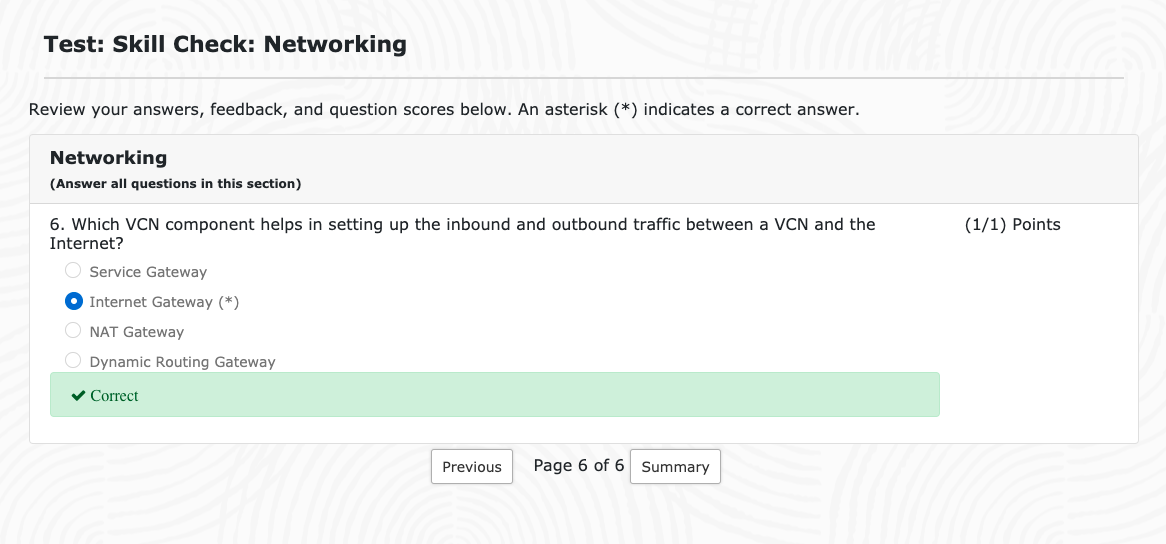 Test: Skill Check: Networking
Review your answers, feedback, and question scores below. An asterisk (*) indicates a correct answer.
Networking
(Answer all questions in this section)
6. Which VCN component helps in setting up the inbound and outbound traffic between a VCN and the
Internet?
(1/1) Points
Service Gateway
Internet Gateway (*)
NAT Gateway
Dynamic Routing Gateway
Correct
Previous
Page 6 of 6
Summary